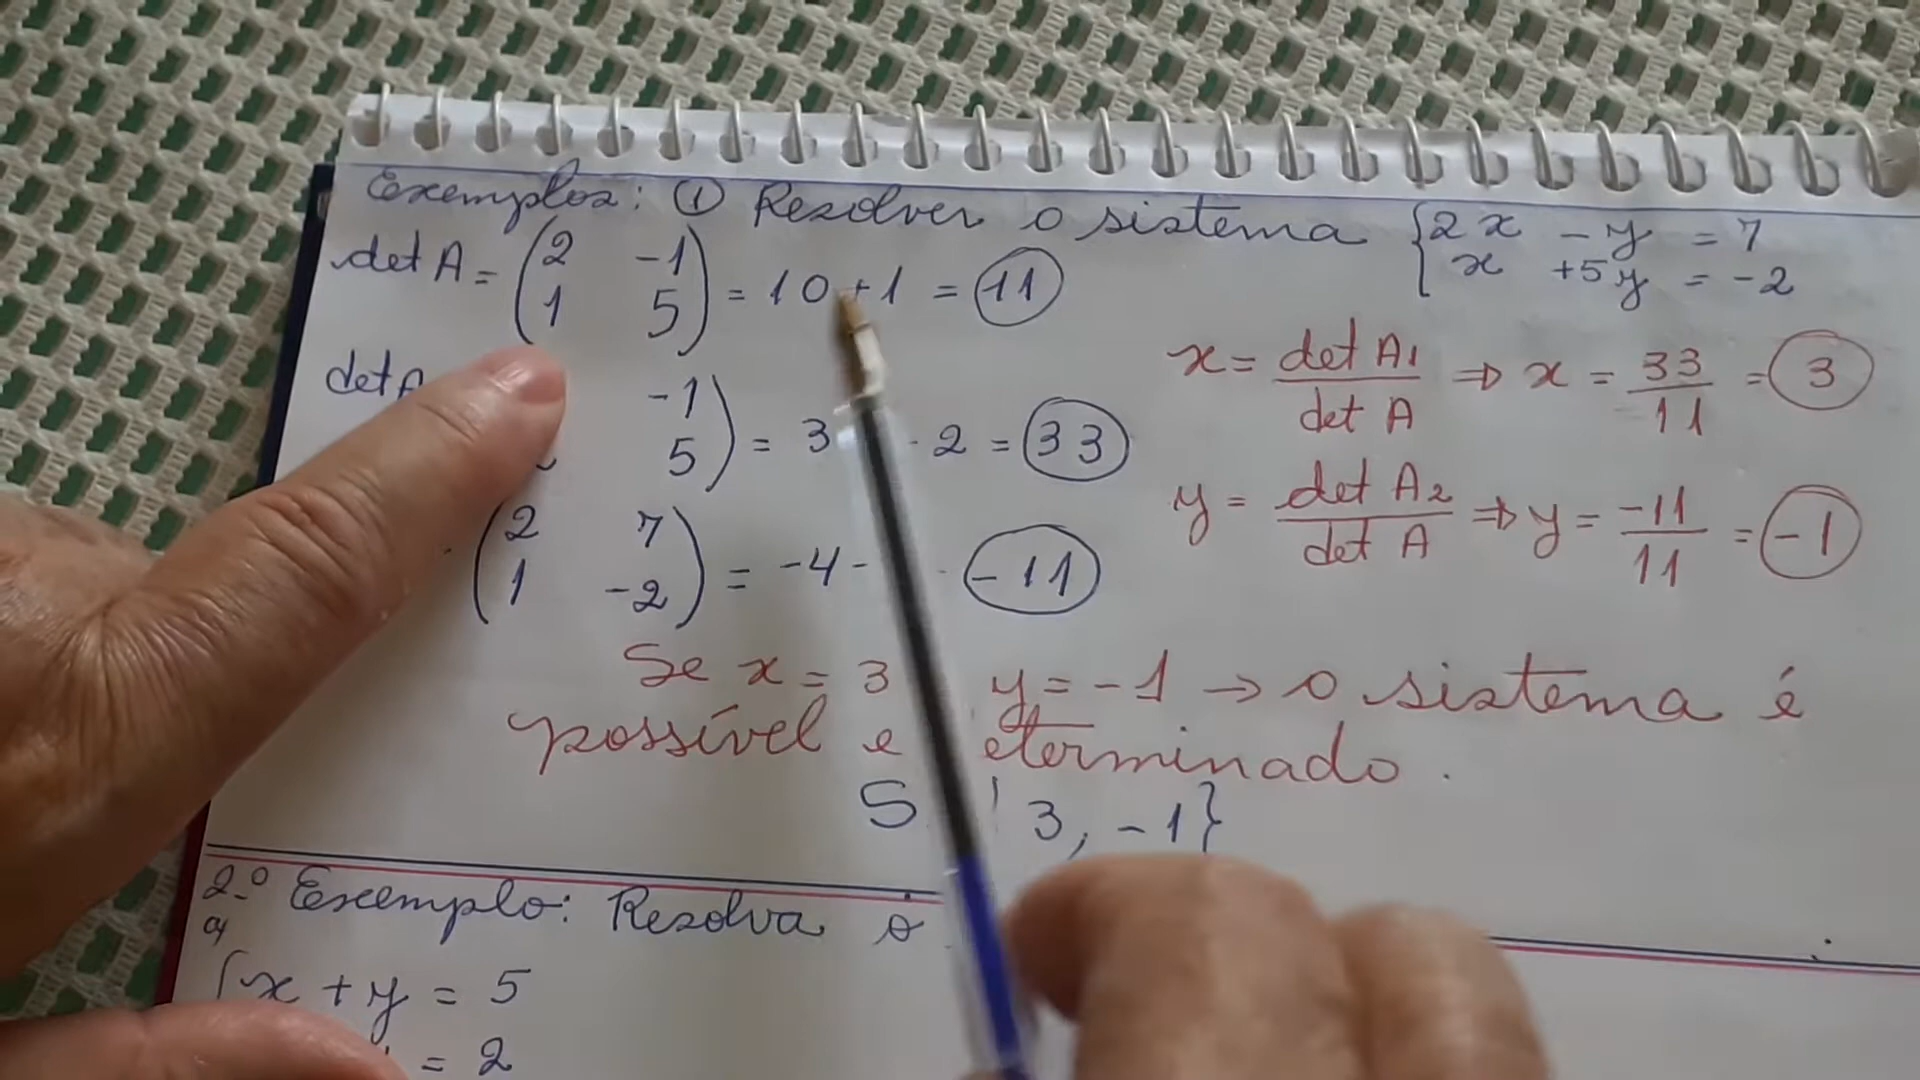 Exemplos: ① Resolver o sistema { 2x - y = 7
x + 5y = -2
det A = ( 2 -1
1 5 ) = 10 + 1 = 11
x = det A1 / det A ⇒ x = 33 / 11 = 3
det A
-1
5 ) = 3 - 2 = 33
y = det A2 / det A ⇒ y = -11 / 11 = -1
( 2 7
1 -2 ) = -4 - -11
Se x = 3 y = -1 → o sistema é
possível e eterminado.
S 3, -1}
2º Exemplo: Resolva o
a)
{ x + y = 5
= 2